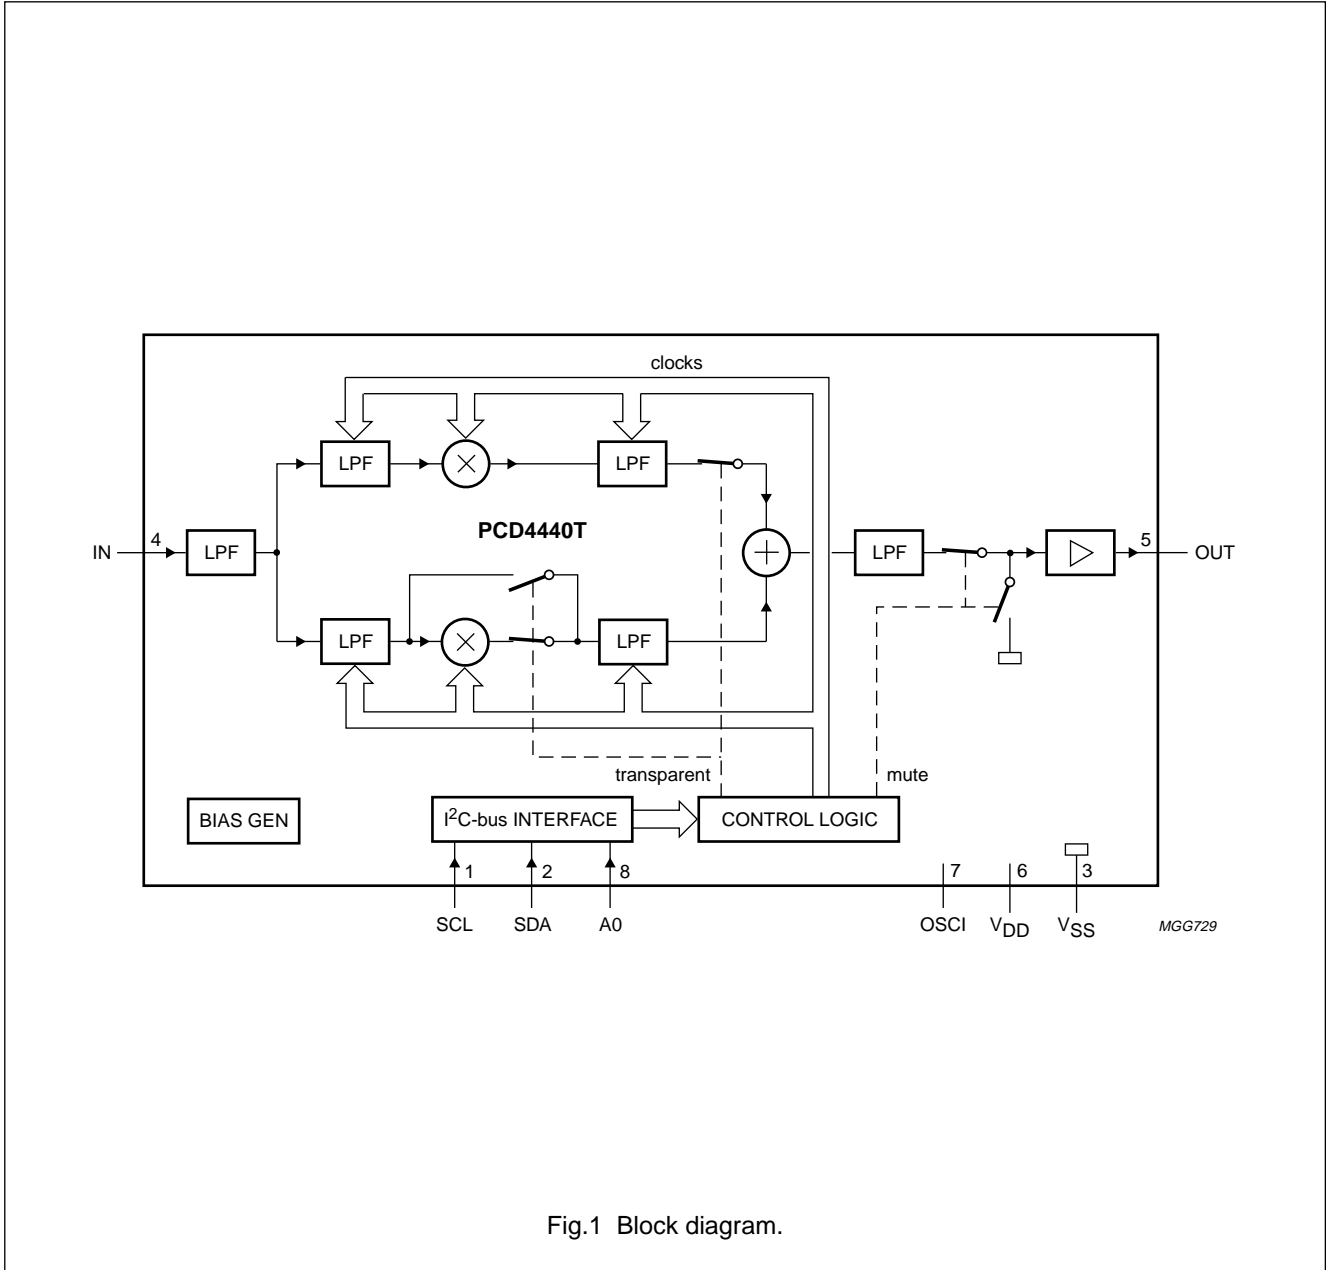 clocks
LPF
LPF
PCD4440T
IN
4
LPF
LPF
5
OUT
LPF
LPF
transparent
mute
BIAS GEN
I2C-bus INTERFACE
CONTROL LOGIC
1
2
8
7
6
3
SCL
SDA
A0
OSCI
VDD
VSS
MGG729
Fig.1 Block diagram.